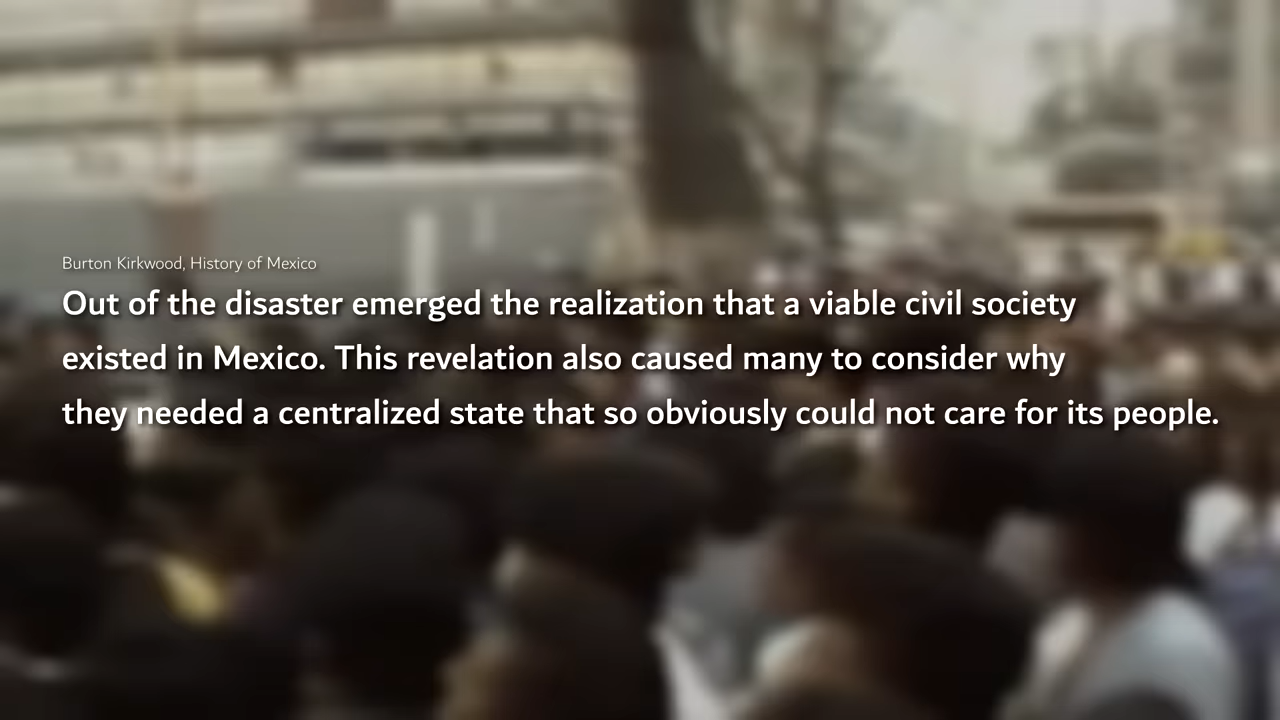 Burton Kirkwood, History of Mexico
Out of the disaster emerged the realization that a viable civil society
existed in Mexico. This revelation also caused many to consider why
they needed a centralized state that so obviously could not care for its people.